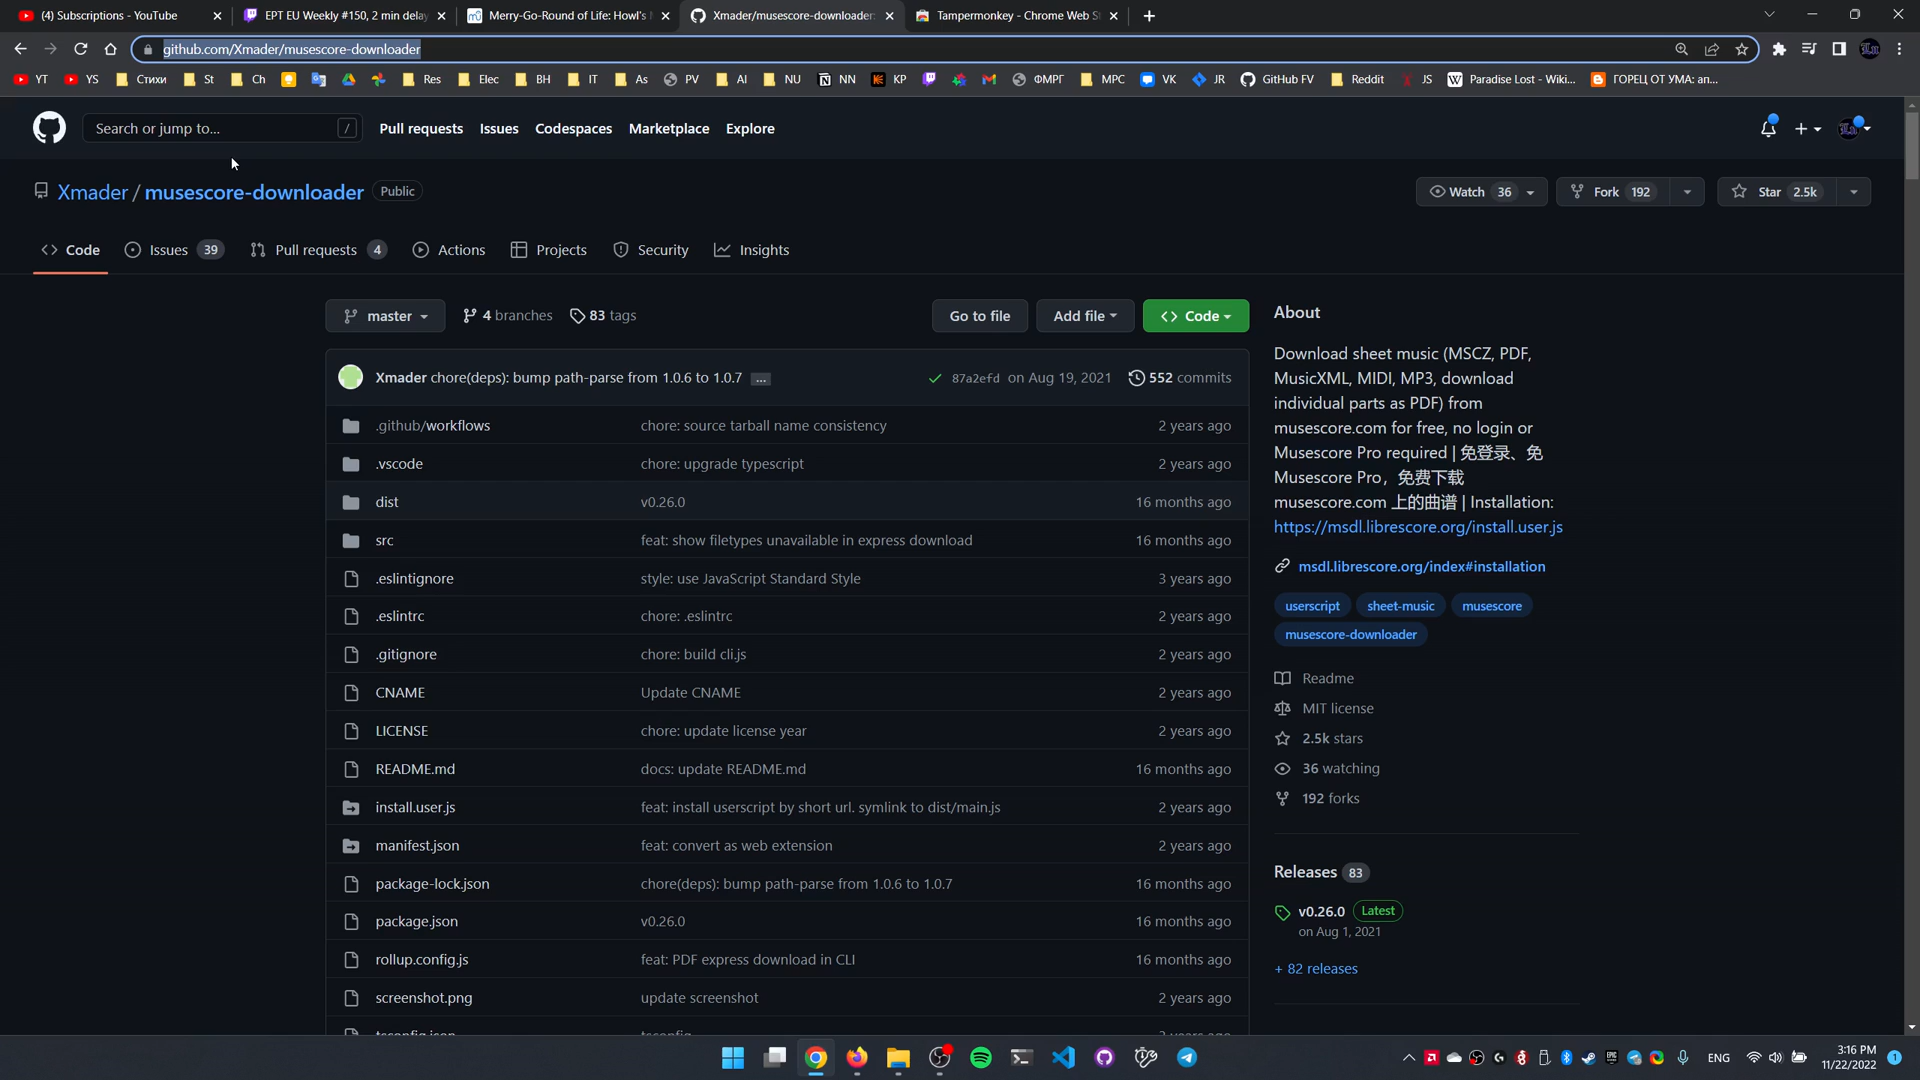 (4) Subscriptions - YouTube
EPT EU Weekly #150, 2 min delay
Merry-Go-Round of Life: Howl's
Xmader/musescore-downloader:
Tampermonkey - Chrome Web St
github.com/Xmader/musescore-downloader
YT YS Стихи St Ch Res Elec BH IT As PV AI NU NN KP ФМРГ MPC VK JR GitHub FV Reddit JS Paradise Lost - Wiki... ГОРЕЦ ОТ УМА: an...
Search or jump to... /
Pull requests Issues Codespaces Marketplace Explore
Xmader / musescore-downloader Public
Watch 36 Fork 192 Star 2.5k
Code Issues 39 Pull requests 4 Actions Projects Security Insights
master 4 branches 83 tags Go to file Add file Code
Xmader chore(deps): bump path-parse from 1.0.6 to 1.0.7 ... 87a2efd on Aug 19, 2021 552 commits
.github/workflows chore: source tarball name consistency 2 years ago
.vscode chore: upgrade typescript 2 years ago
dist v0.26.0 16 months ago
src feat: show filetypes unavailable in express download 16 months ago
.eslintignore style: use JavaScript Standard Style 3 years ago
.eslintrc chore: .eslintrc 2 years ago
.gitignore chore: build cli.js 2 years ago
CNAME Update CNAME 2 years ago
LICENSE chore: update license year 2 years ago
README.md docs: update README.md 16 months ago
install.user.js feat: install userscript by short url. symlink to dist/main.js 2 years ago
manifest.json feat: convert as web extension 2 years ago
package-lock.json chore(deps): bump path-parse from 1.0.6 to 1.0.7 16 months ago
package.json v0.26.0 16 months ago
rollup.config.js feat: PDF express download in CLI 16 months ago
screenshot.png update screenshot 2 years ago
tsconfig.json tsconfig 2 years ago
About
Download sheet music (MSCZ, PDF,
MusicXML, MIDI, MP3, download
individual parts as PDF) from
musescore.com for free, no login or
Musescore Pro required | 免登录、免
Musescore Pro，免费下载
musescore.com 上的曲谱 | Installation:
https://msdl.librescore.org/install.user.js
msdl.librescore.org/index#installation
userscript sheet-music musescore
musescore-downloader
Readme
MIT license
2.5k stars
36 watching
192 forks
Releases 83
v0.26.0 Latest
on Aug 1, 2021
+ 82 releases
ENG
3:16 PM
11/22/2022
1